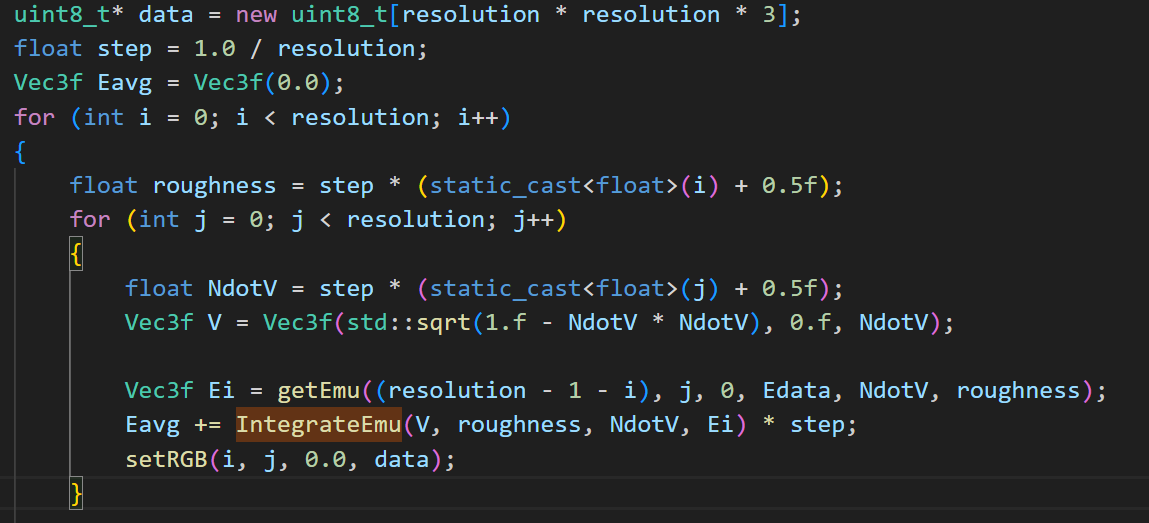 uint8_t* data = new uint8_t[resolution * resolution * 3];
float step = 1.0 / resolution;
Vec3f Eavg = Vec3f(0.0);
for (int i = 0; i < resolution; i++)
{
    float roughness = step * (static_cast<float>(i) + 0.5f);
    for (int j = 0; j < resolution; j++)
    {
        float NdotV = step * (static_cast<float>(j) + 0.5f);
        Vec3f V = Vec3f(std::sqrt(1.f - NdotV * NdotV), 0.f, NdotV);

        Vec3f Ei = getEmu((resolution - 1 - i), j, 0, Edata, NdotV, roughness);
        Eavg += IntegrateEmu(V, roughness, NdotV, Ei) * step;
        setRGB(i, j, 0.0, data);
    }